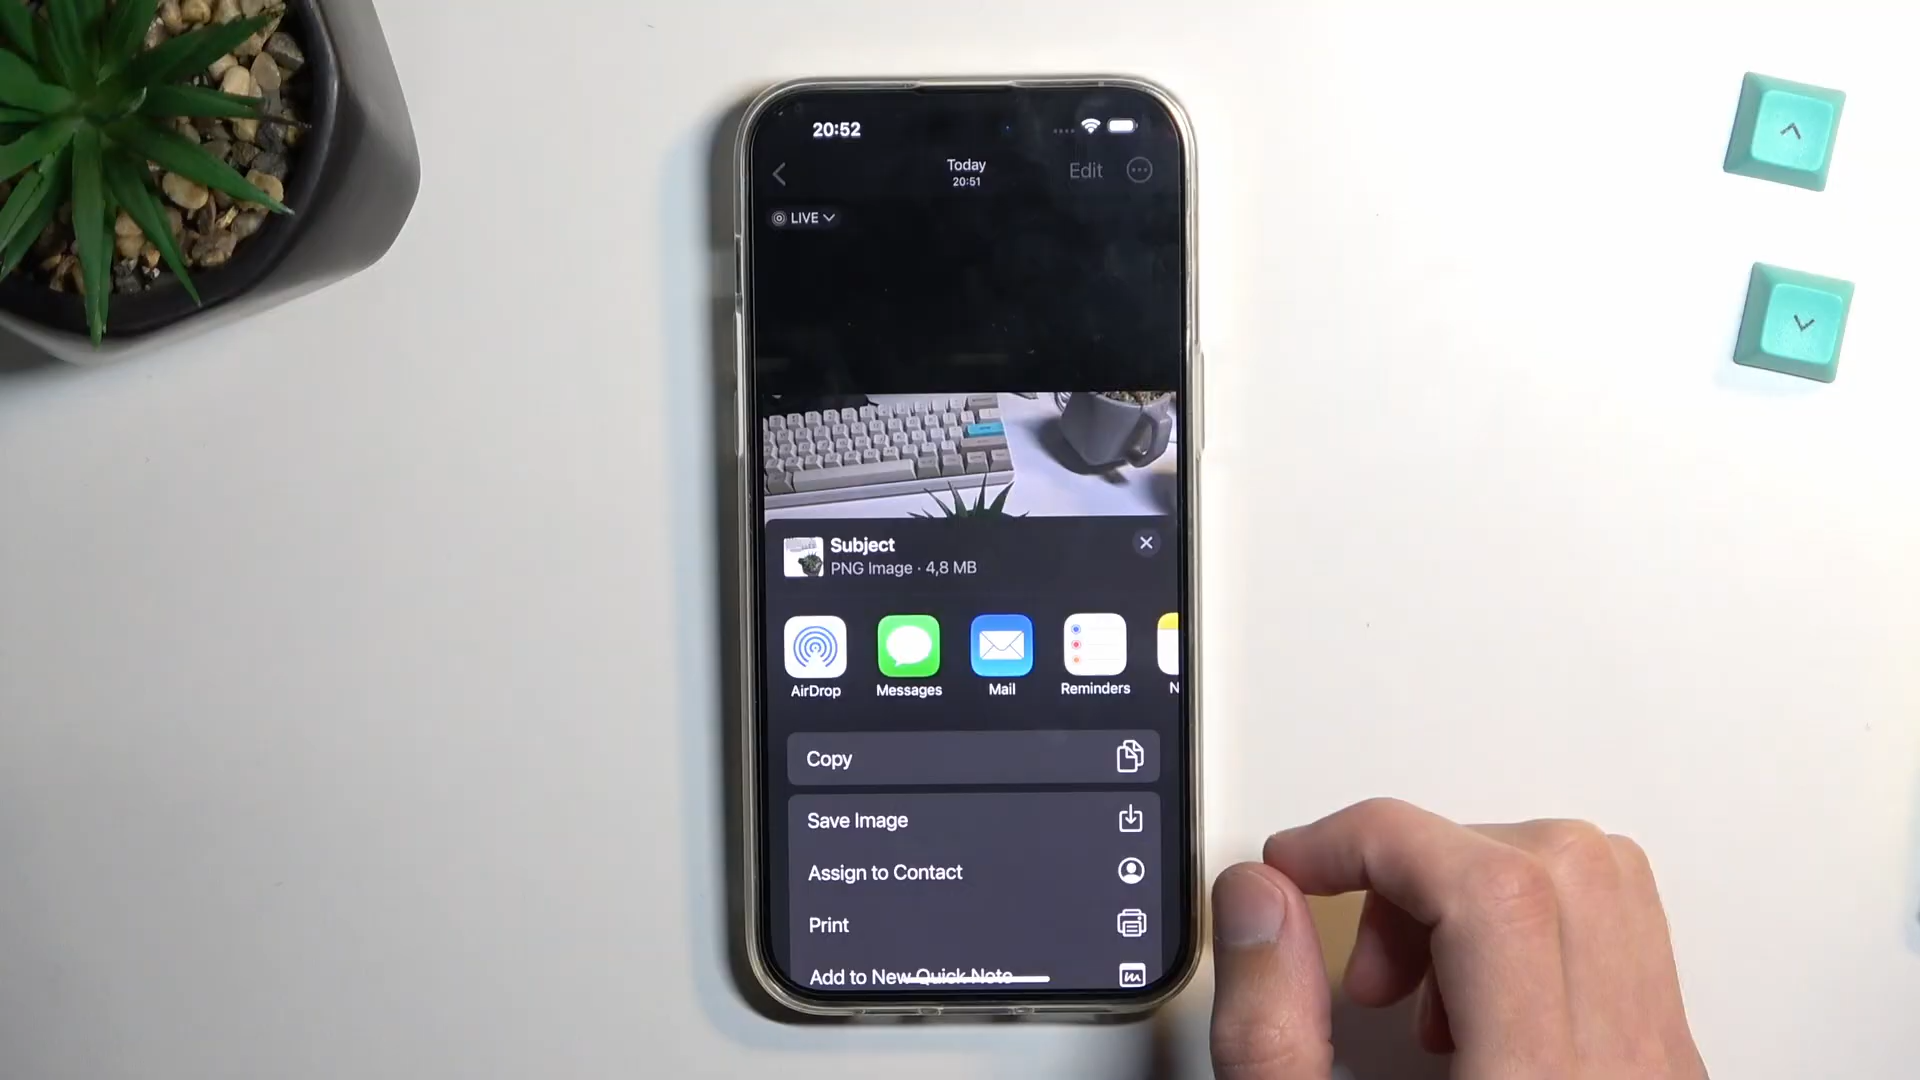 20:52
Today
20:51
Edit
LIVE
Subject
PNG Image · 4,8 MB
AirDrop
Messages
Mail
Reminders
N
Copy
Save Image
Assign to Contact
Print
Add to New Quick Note